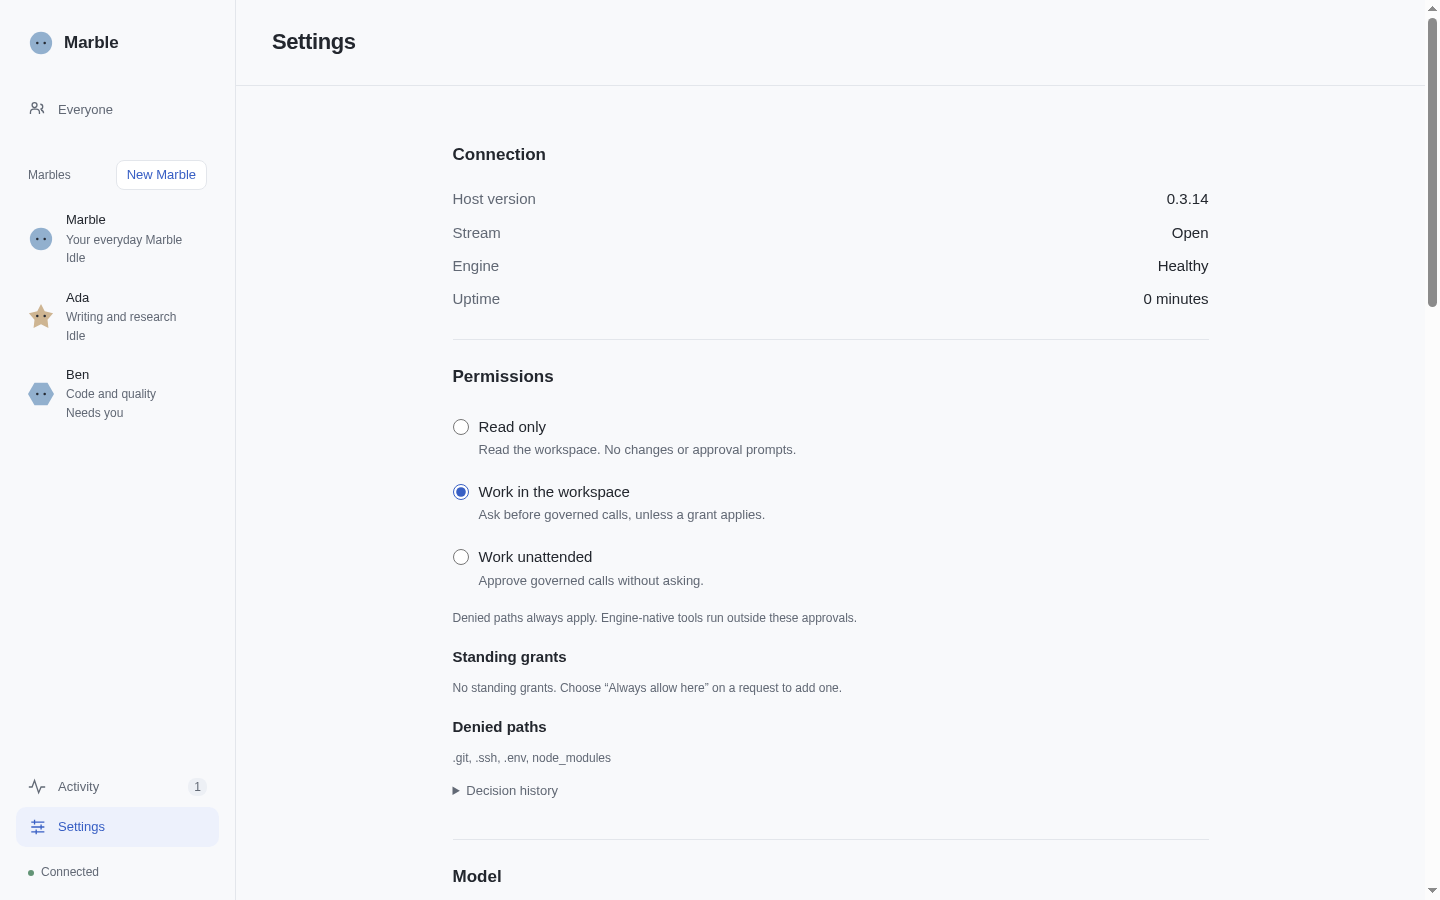 Marble
Everyone
Marbles
New Marble
Marble
Your everyday Marble
Idle
Ada
Writing and research
Idle
Ben
Code and quality
Needs you
Activity
1
Settings
Connected
Settings
Connection
Host version 0.3.14
Stream Open
Engine Healthy
Uptime 0 minutes
Permissions
Read only
Read the workspace. No changes or approval prompts.
Work in the workspace
Ask before governed calls, unless a grant applies.
Work unattended
Approve governed calls without asking.
Denied paths always apply. Engine-native tools run outside these approvals.
Standing grants
No standing grants. Choose “Always allow here” on a request to add one.
Denied paths
.git, .ssh, .env, node_modules
Decision history
Model